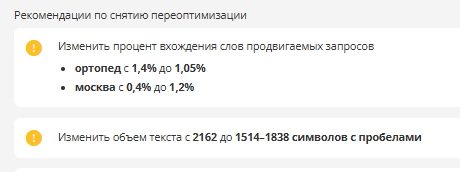 Рекомендации по снятию переоптимизации
Изменить процент вхождения слов продвигаемых запросов
• ортопед с 1,4% до 1,05%
• москва с 0,4% до 1,2%
Изменить объем текста с 2162 до 1514–1838 символов с пробелами